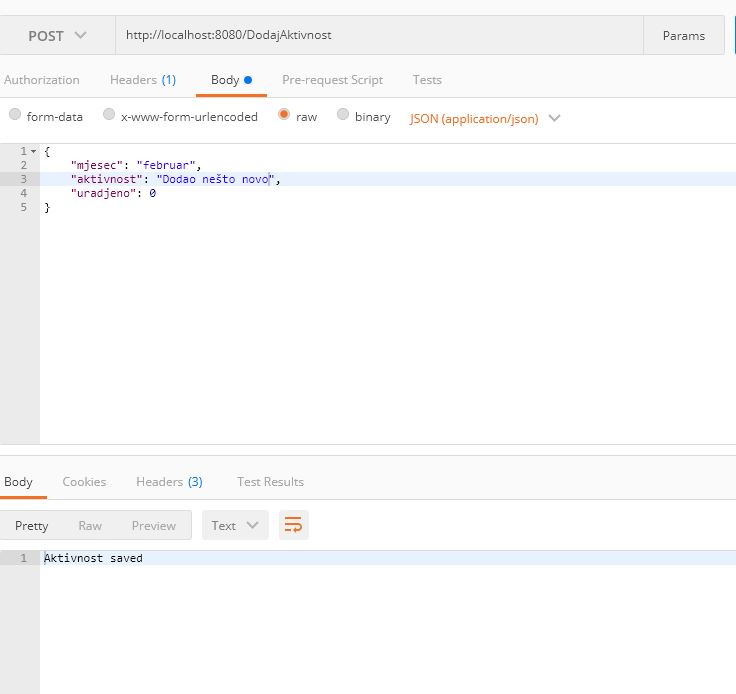 POST http://localhost:8080/DodajAktivnost Params
Authorization Headers (1) Body Pre-request Script Tests
form-data x-www-form-urlencoded raw binary JSON (application/json)
1 {
2 "mjesec": "februar",
3 "aktivnost": "Dodao nešto novo",
4 "uradjeno": 0
5 }
Body Cookies Headers (3) Test Results
Pretty Raw Preview Text
1 Aktivnost saved